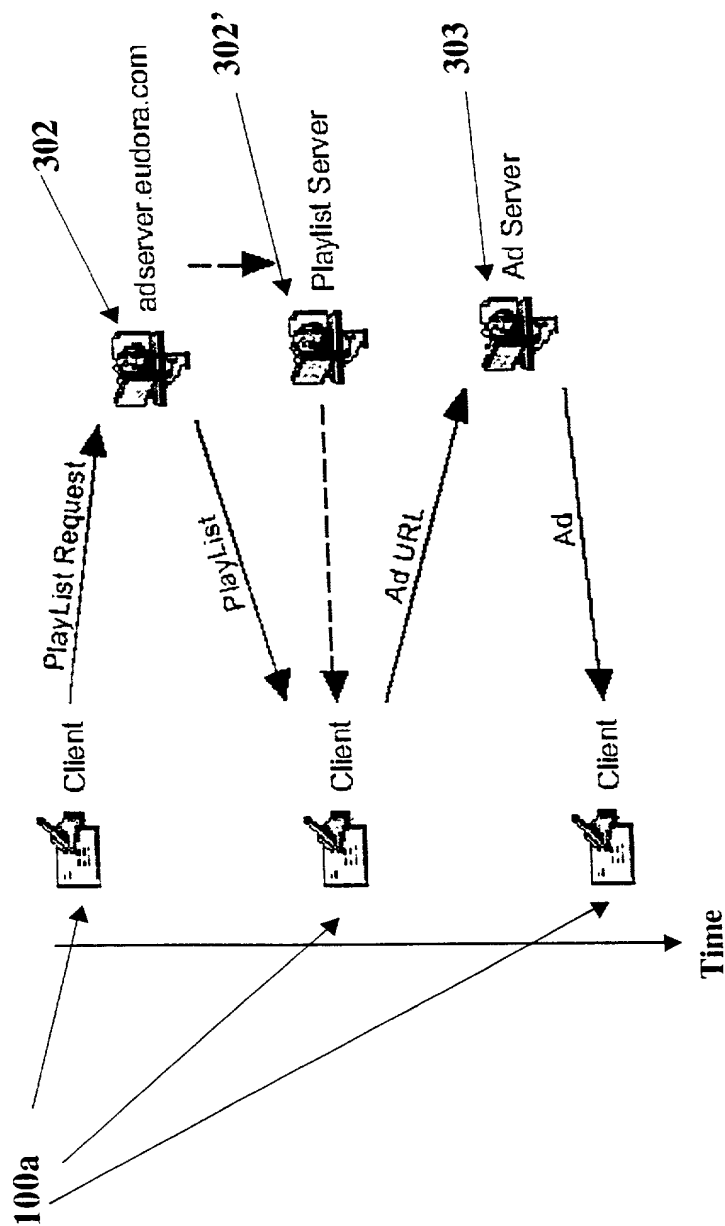 302
adserver.eudora.com
302'
Playlist Server
303
Ad Server
PlayList Request
PlayList
Ad URL
Ad
Client
Client
Client
Time
100a